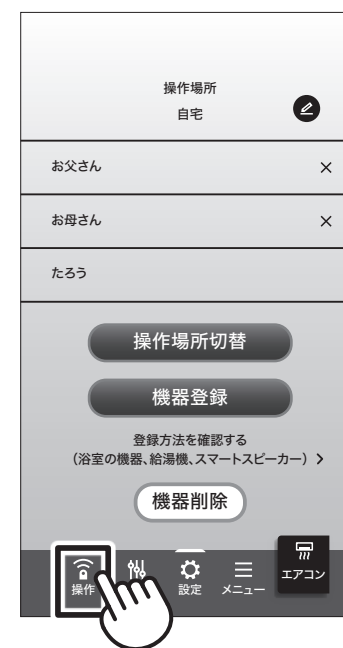 操作場所
自宅
お父さん ×
お母さん ×
たろう
操作場所切替
機器登録
登録方法を確認する
（浴室の機器、給湯機、スマートスピーカー）
機器削除
操作 設定 メニュー エアコン